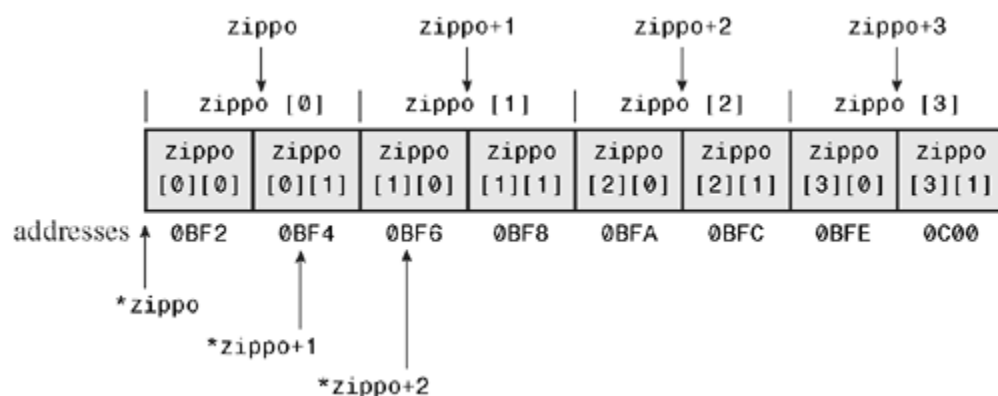 zippo zippo+1 zippo+2 zippo+3
zippo [0] zippo [1] zippo [2] zippo [3]
zippo zippo zippo zippo zippo zippo zippo zippo
[0][0] [0][1] [1][0] [1][1] [2][0] [2][1] [3][0] [3][1]
addresses 0BF2 0BF4 0BF6 0BF8 0BFA 0BFC 0BFE 0C00
*zippo
*zippo+1
*zippo+2